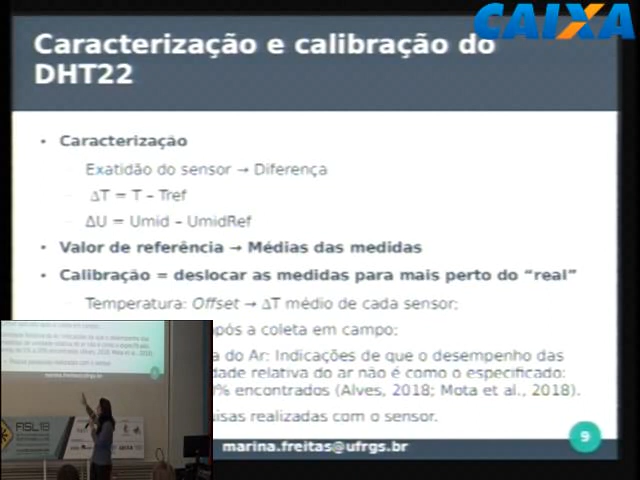 CAIXA
Caracterização e calibração do
DHT22
• Caracterização
Exatidão do sensor → Diferença
ΔT = T – Tref
ΔU = Umid – UmidRef
• Valor de referência → Médias das medidas
• Calibração = deslocar as medidas para mais perto do “real”
Temperatura: Offset → ΔT médio de cada sensor;
após a coleta em campo;
do Ar: Indicações de que o desempenho das
dade relativa do ar não é como o especificado:
% encontrados (Alves, 2018; Mota et al., 2018).
isas realizadas com o sensor.
marina.freitas@ufrgs.br
9
FISL18